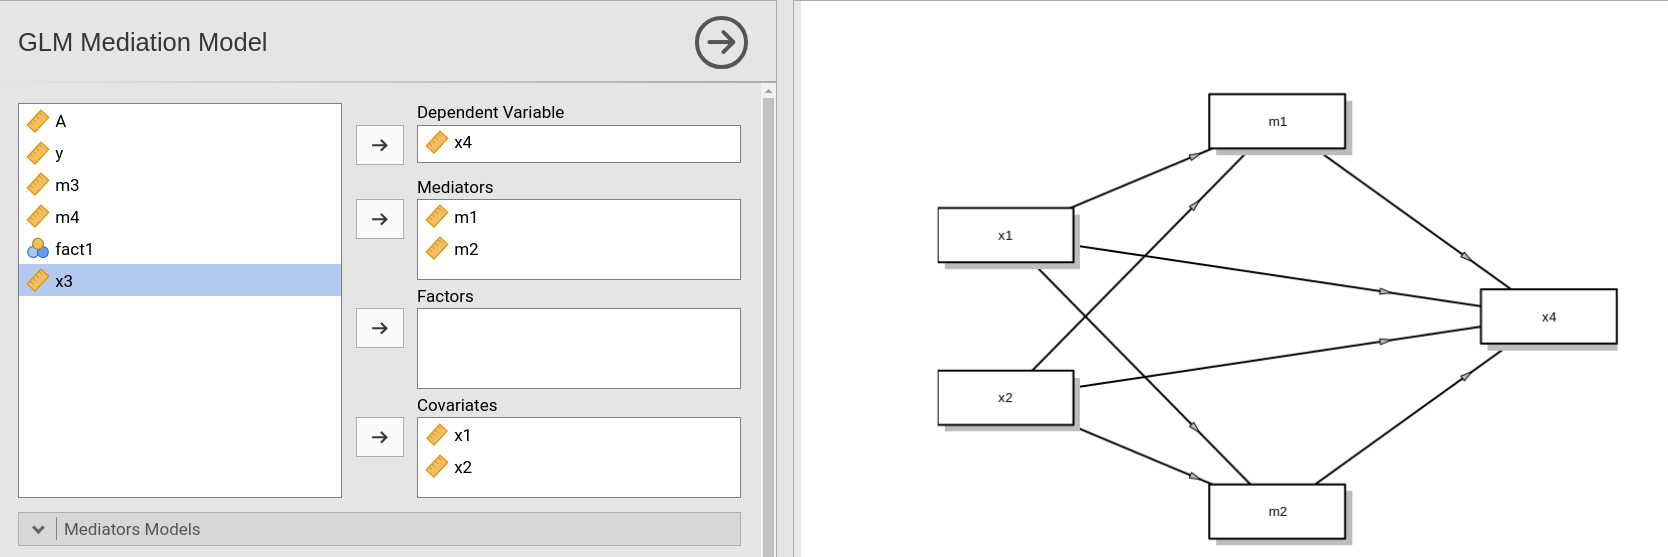 GLM Mediation Model
A
y
m3
m4
fact1
x3
Dependent Variable
x4
Mediators
m1
m2
Factors
Covariates
x1
x2
Mediators Models
m1
x1
x4
x2
m2